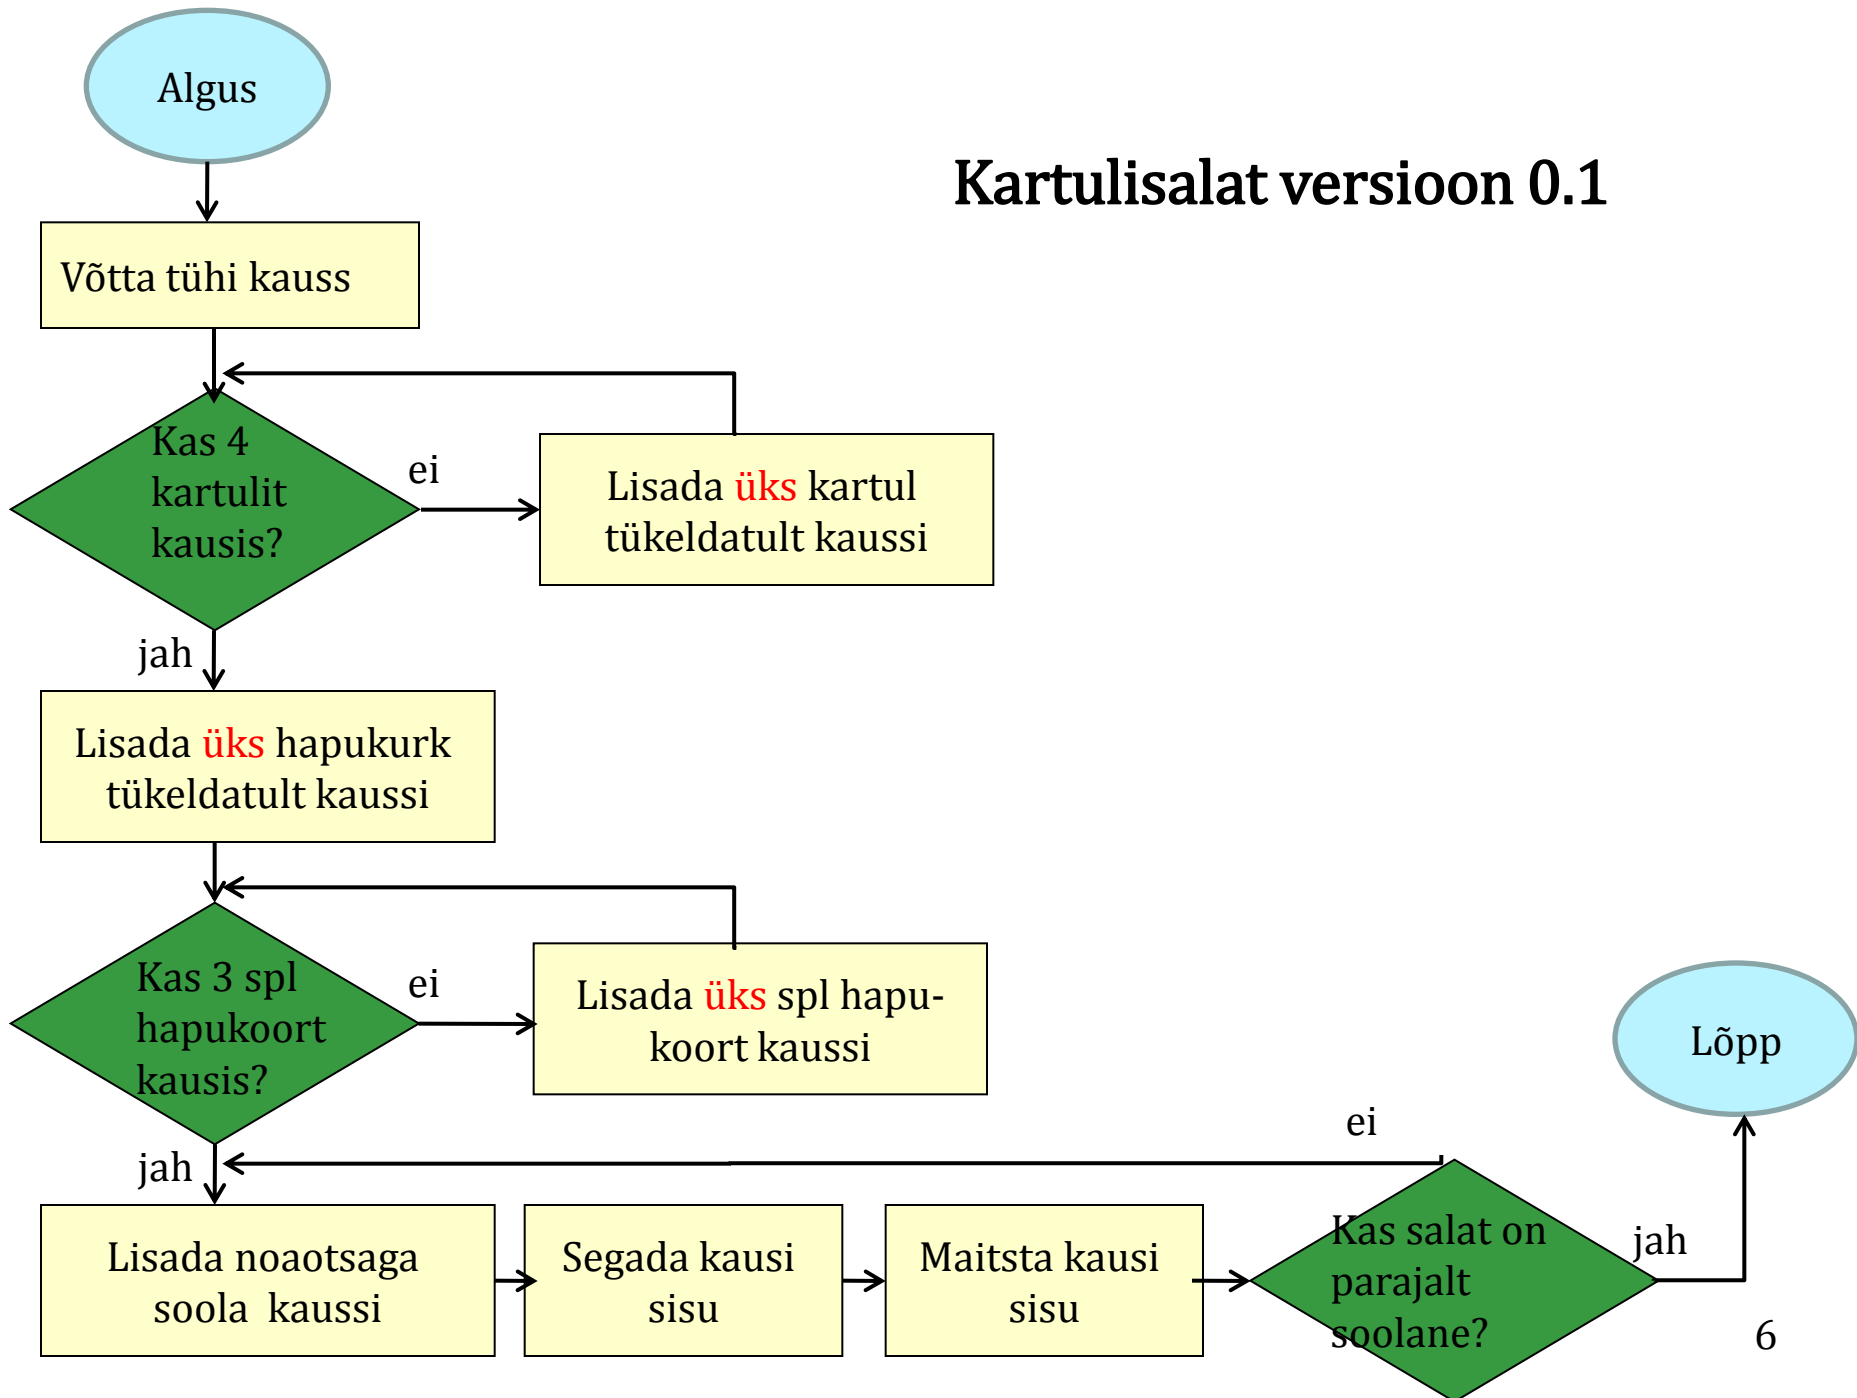 Algus
Kartulisalat versioon 0.1
Võtta tühi kauss
Kas 4
kartulit
kausis?
ei
Lisada üks kartul
tükeldatult kaussi
jah
Lisada üks hapukurk
tükeldatult kaussi
Kas 3 spl
hapukoort
kausis?
ei
Lisada üks spl hapu-
koort kaussi
Lõpp
jah
ei
Lisada noaotsaga
soola kaussi
Segada kausi
sisu
Maitsta kausi
sisu
Kas salat on
parajalt
soolane?
jah
6